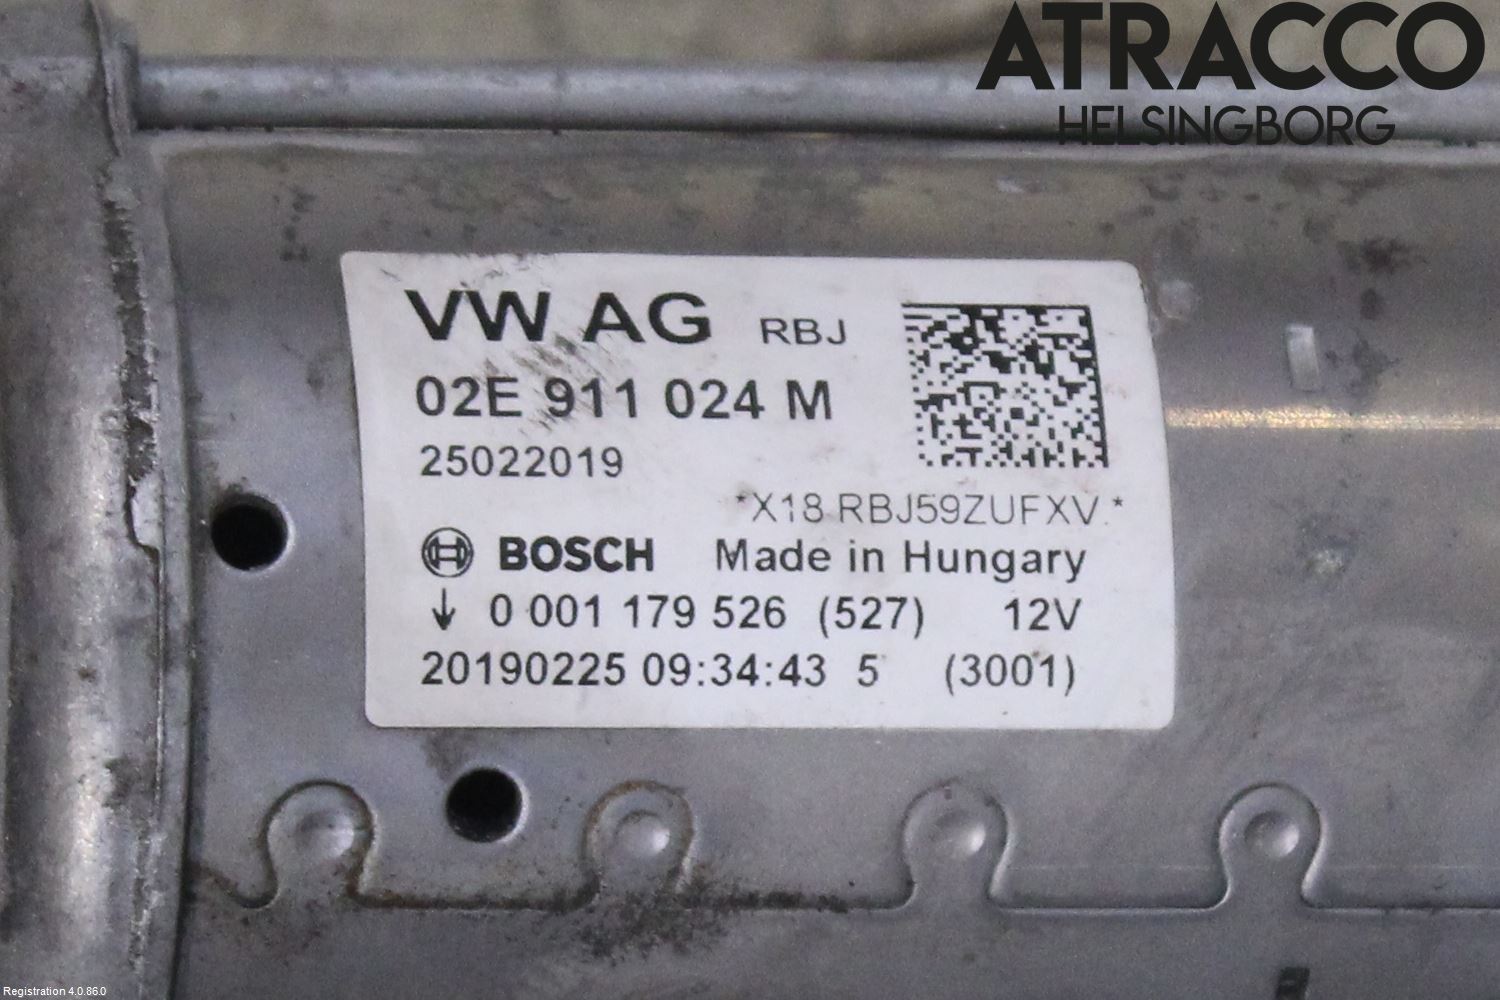 ATRACCO
HELSINGBORG
VW AG RBJ
02E 911 024 M
25022019
*X18 RBJ59ZUFXV.*
BOSCH Made in Hungary
↓ 0 001 179 526 (527) 12V
20190225 09:34:43 5 (3001)
Registration 4.0.86.0